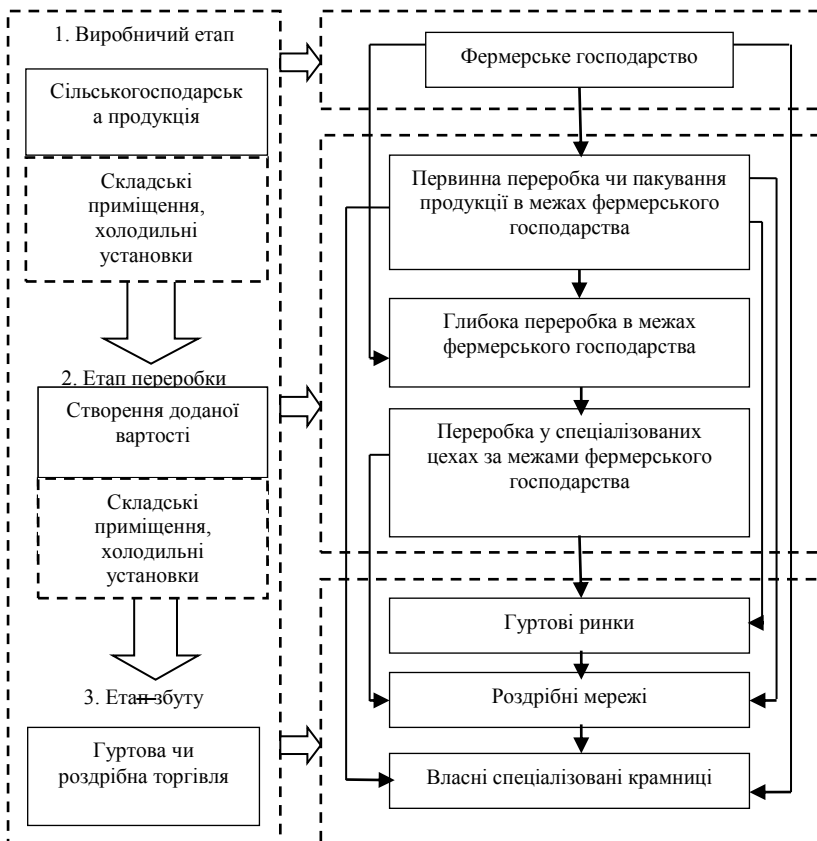 1. Виробничий етап
Сільськогосподарськ
а продукція
Складські
приміщення,
холодильні
установки
2. Етап переробки
Створення доданої
вартості
Складські
приміщення,
холодильні
установки
3. Етап збуту
Гуртова чи
роздрібна торгівля
Фермерське господарство
Первинна переробка чи пакування
продукції в межах фермерського
господарства
Глибока переробка в межах
фермерського господарства
Переробка у спеціалізованих
цехах за межами фермерського
господарства
Гуртові ринки
Роздрібні мережі
Власні спеціалізовані крамниці